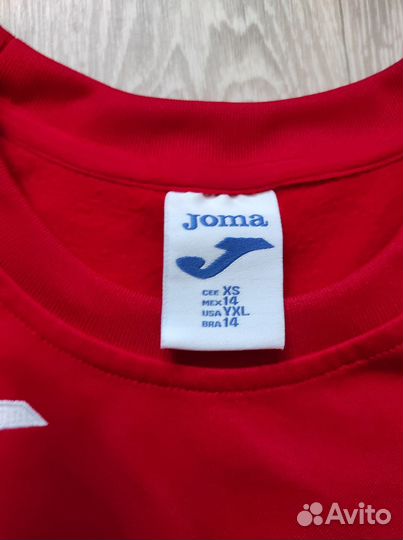 Joma
CEE XS
MEX 14
USA YXL
BRA 14
Avito